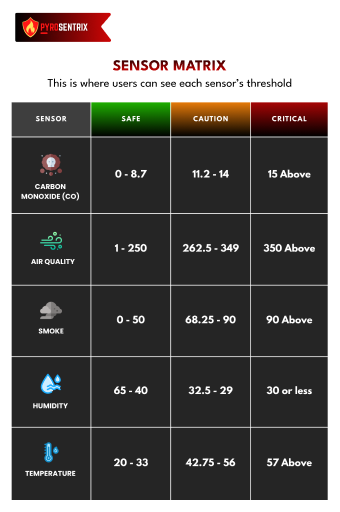 PYROSENTRIX
SENSOR MATRIX
This is where users can see each sensor's threshold
SENSOR SAFE CAUTION CRITICAL
CARBON
MONOXIDE (CO) 0 - 8.7 11.2 - 14 15 Above
AIR QUALITY 1 - 250 262.5 - 349 350 Above
SMOKE 0 - 50 68.25 - 90 90 Above
HUMIDITY 65 - 40 32.5 - 29 30 or less
TEMPERATURE 20 - 33 42.75 - 56 57 Above